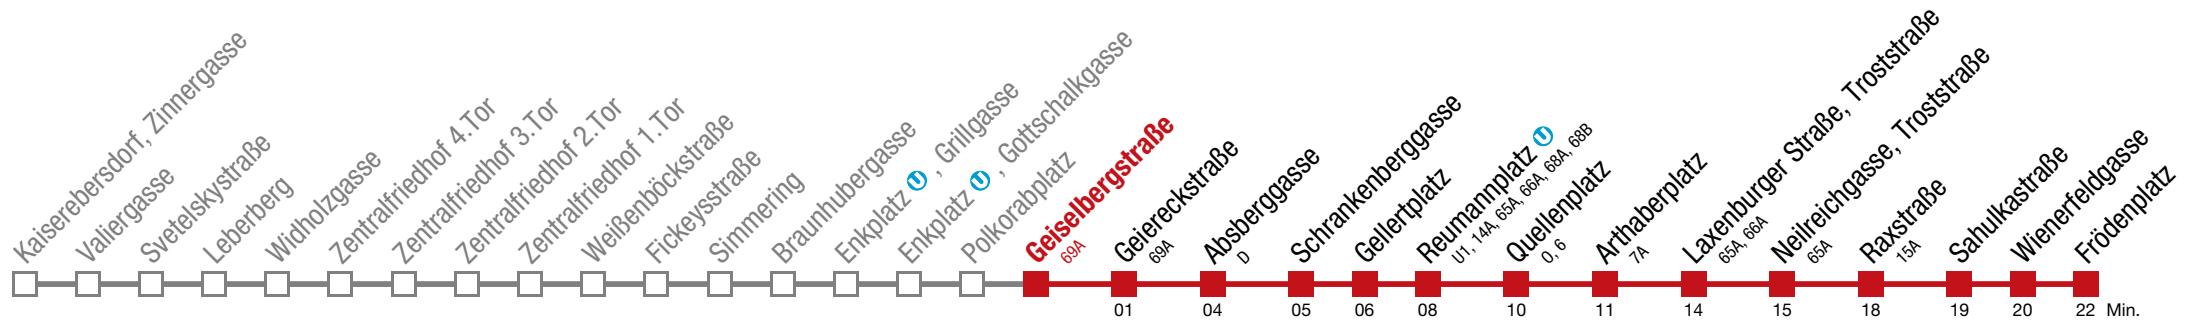 Kaiserebersdorf, Zinnergasse
Valiergasse
Svetelskystraße
Leberberg
Widholzgasse
Zentralfriedhof 4.Tor
Zentralfriedhof 3.Tor
Zentralfriedhof 2.Tor
Zentralfriedhof 1.Tor
Weißenböckstraße
Fickeysstraße
Simmering
Braunhubergasse
Enkplatz U, Grillgasse
Enkplatz U, Gottschalkgasse
Polkorabplatz
Geiselbergstraße
69A
Geiereckstraße
69A
Absberggasse
D
Schrankenberggasse
Gellertplatz
Reumannplatz U
U1, 14A, 65A, 66A, 68A, 68B
Quellenplatz
O, 6
Arthaberplatz
7A
Laxenburger Straße, Troststraße
65A, 66A
Neilreichgasse, Troststraße
65A
Raxstraße
15A
Sahulkastraße
Wienerfeldgasse
Frödenplatz
01 04 05 06 08 10 11 14 15 18 19 20 22 Min.